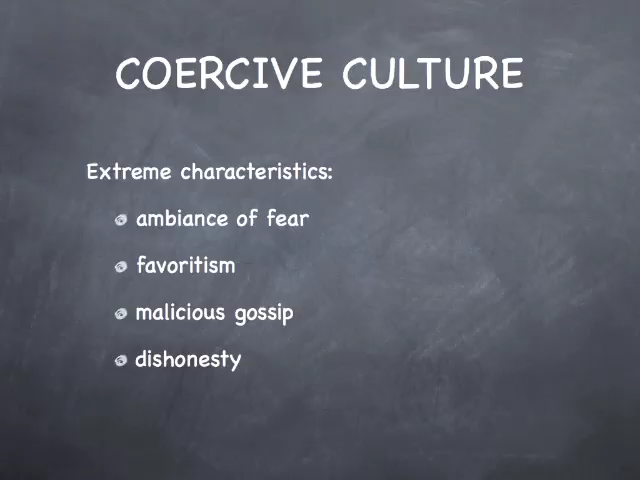 COERCIVE CULTURE
Extreme characteristics:
ambiance of fear
favoritism
malicious gossip
dishonesty